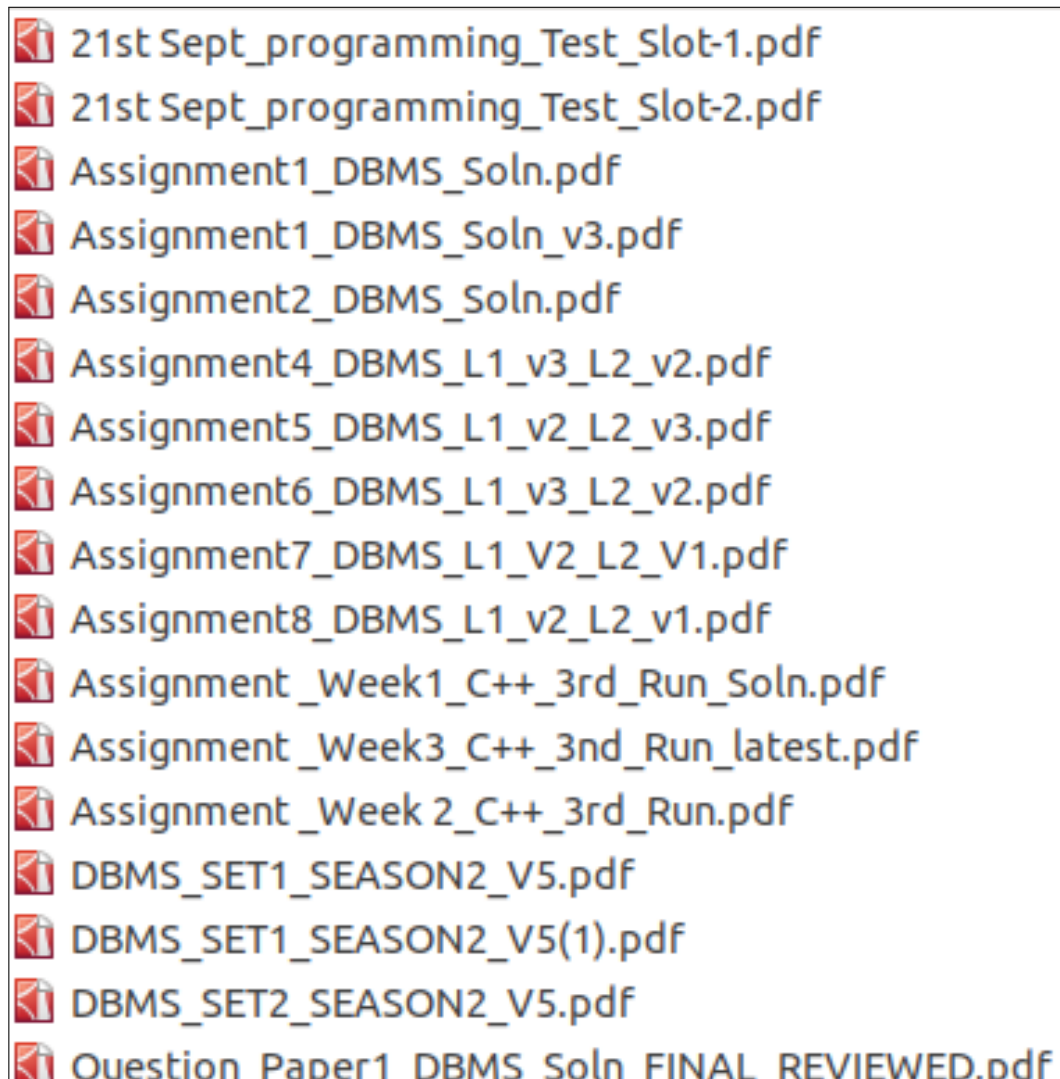 21st Sept_programming_Test_Slot-1.pdf
21st Sept_programming_Test_Slot-2.pdf
Assignment1_DBMS_Soln.pdf
Assignment1_DBMS_Soln_v3.pdf
Assignment2_DBMS_Soln.pdf
Assignment4_DBMS_L1_v3_L2_v2.pdf
Assignment5_DBMS_L1_v2_L2_v3.pdf
Assignment6_DBMS_L1_v3_L2_v2.pdf
Assignment7_DBMS_L1_V2_L2_V1.pdf
Assignment8_DBMS_L1_v2_L2_v1.pdf
Assignment _Week1_C++_3rd_Run_Soln.pdf
Assignment _Week3_C++_3nd_Run_latest.pdf
Assignment _Week 2_C++_3rd_Run.pdf
DBMS_SET1_SEASON2_V5.pdf
DBMS_SET1_SEASON2_V5(1).pdf
DBMS_SET2_SEASON2_V5.pdf
Question_Paper1_DBMS_Soln_FINAL_REVIEWED.pdf